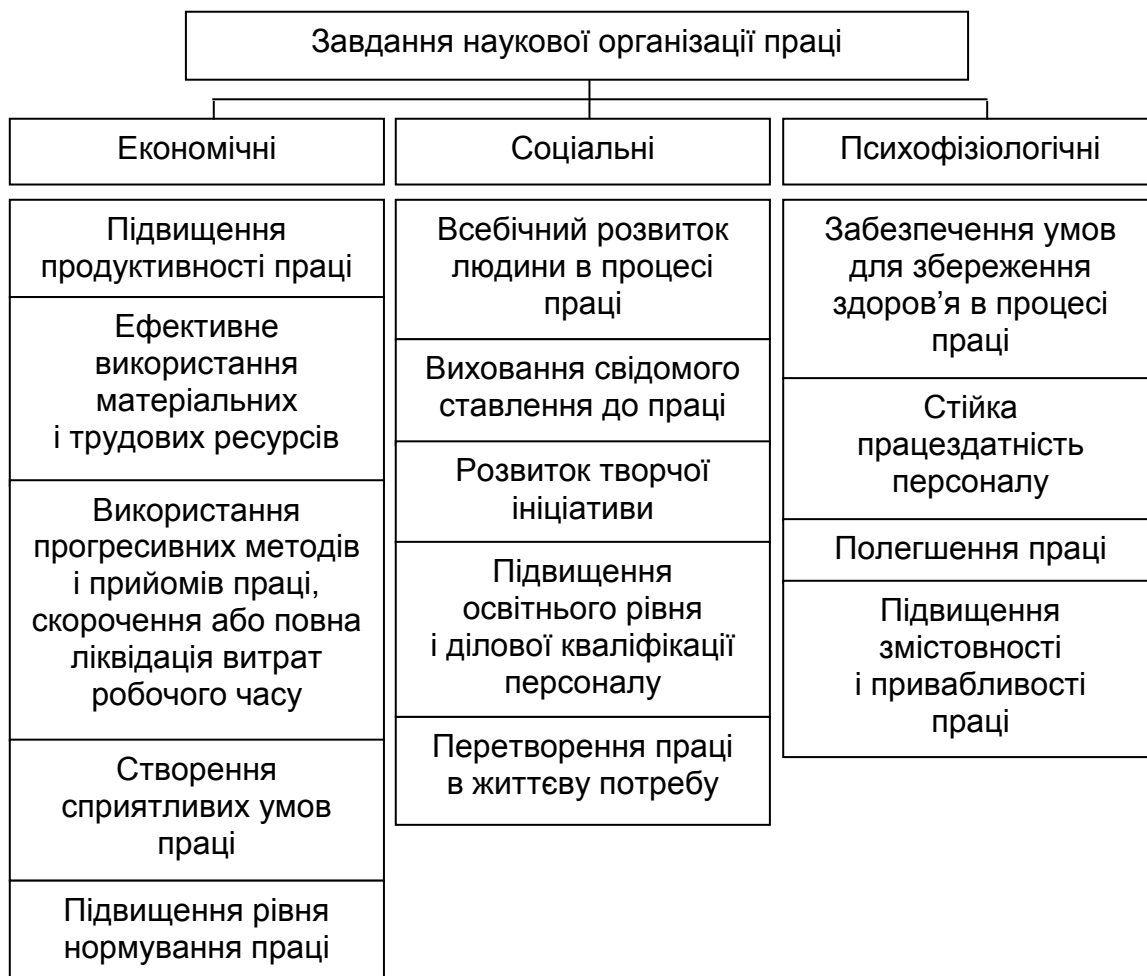 Завдання наукової організації праці
Економічні
Підвищення
продуктивності праці
Ефективне
використання
матеріальних
і трудових ресурсів
Використання
прогресивних методів
і прийомів праці,
скорочення або повна
ліквідація витрат
робочого часу
Створення
сприятливих умов
праці
Підвищення рівня
нормування праці
Соціальні
Всебічний розвиток
людини в процесі
праці
Виховання свідомого
ставлення до праці
Розвиток творчої
ініціативи
Підвищення
освітнього рівня
і ділової кваліфікації
персоналу
Перетворення праці
в життєву потребу
Психофізіологічні
Забезпечення умов
для збереження
здоров’я в процесі
праці
Стійка
працездатність
персоналу
Полегшення праці
Підвищення
змістовності
і привабливості
праці